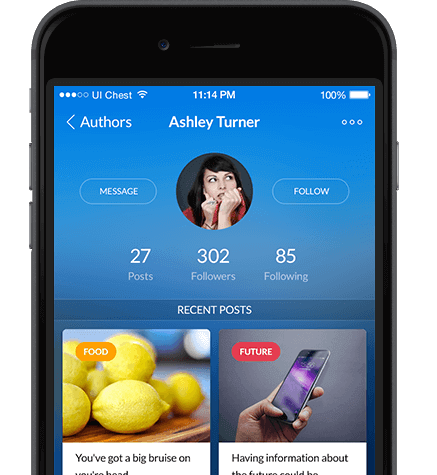 UI Chest 11:14 PM 100%
Authors Ashley Turner
MESSAGE FOLLOW
27 302 85
Posts Followers Following
RECENT POSTS
FOOD FUTURE
You've got a big bruise on
you're head
Having information about
the future could be